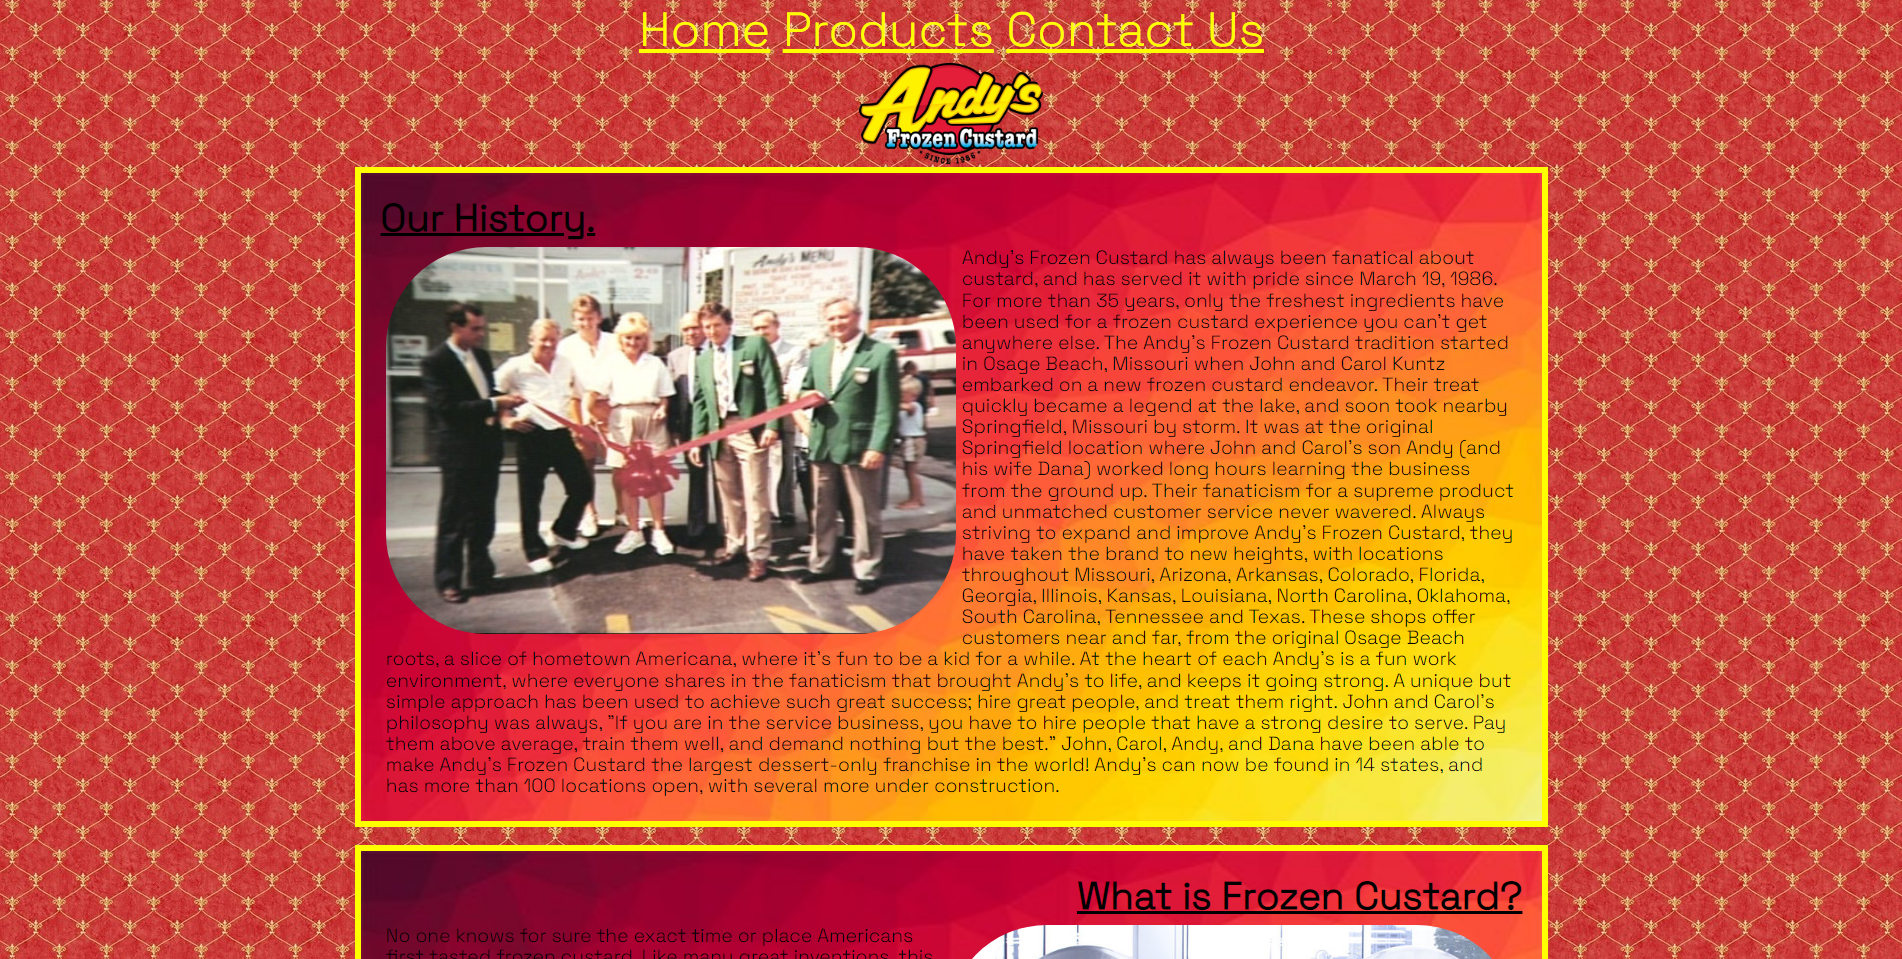 Home Products Contact Us
Andy's
Frozen Custard
SINCE 1986
Our History.
Andy's MENU
Andy's Frozen Custard has always been fanatical about
custard, and has served it with pride since March 19, 1986.
For more than 35 years, only the freshest ingredients have
been used for a frozen custard experience you can't get
anywhere else. The Andy's Frozen Custard tradition started
in Osage Beach, Missouri when John and Carol Kuntz
embarked on a new frozen custard endeavor. Their treat
quickly became a legend at the lake, and soon took nearby
Springfield, Missouri by storm. It was at the original
Springfield location where John and Carol's son Andy (and
his wife Dana) worked long hours learning the business
from the ground up. Their fanaticism for a supreme product
and unmatched customer service never wavered. Always
striving to expand and improve Andy's Frozen Custard, they
have taken the brand to new heights, with locations
throughout Missouri, Arizona, Arkansas, Colorado, Florida,
Georgia, Illinois, Kansas, Louisiana, North Carolina, Oklahoma,
South Carolina, Tennessee and Texas. These shops offer
customers near and far, from the original Osage Beach
roots, a slice of hometown Americana, where it's fun to be a kid for a while. At the heart of each Andy's is a fun work
environment, where everyone shares in the fanaticism that brought Andy's to life, and keeps it going strong. A unique but
simple approach has been used to achieve such great success; hire great people, and treat them right. John and Carol's
philosophy was always, "If you are in the service business, you have to hire people that have a strong desire to serve. Pay
them above average, train them well, and demand nothing but the best." John, Carol, Andy, and Dana have been able to
make Andy's Frozen Custard the largest dessert-only franchise in the world! Andy's can now be found in 14 states, and
has more than 100 locations open, with several more under construction.
What is Frozen Custard?
No one knows for sure the exact time or place Americans
first tasted frozen custard. Like many great inventions, this